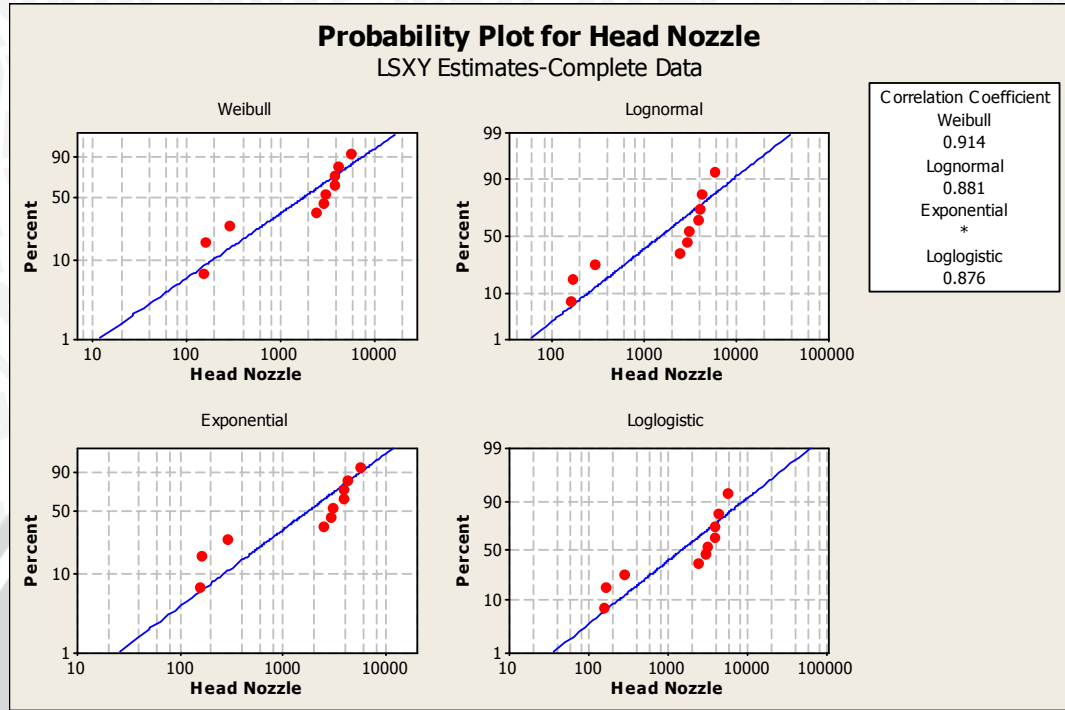 Probability Plot for Head Nozzle
LSXY Estimates-Complete Data
Weibull
Percent
90
50
10
1
10 100 1000 10000
Head Nozzle
Lognormal
Percent
99
90
50
10
1
100 1000 10000 100000
Head Nozzle
Correlation Coefficient
Weibull
0.914
Lognormal
0.881
Exponential
*
Loglogistic
0.876
Exponential
Percent
90
50
10
1
10 100 1000 10000
Head Nozzle
Loglogistic
Percent
99
90
50
10
1
10 100 1000 10000 100000
Head Nozzle